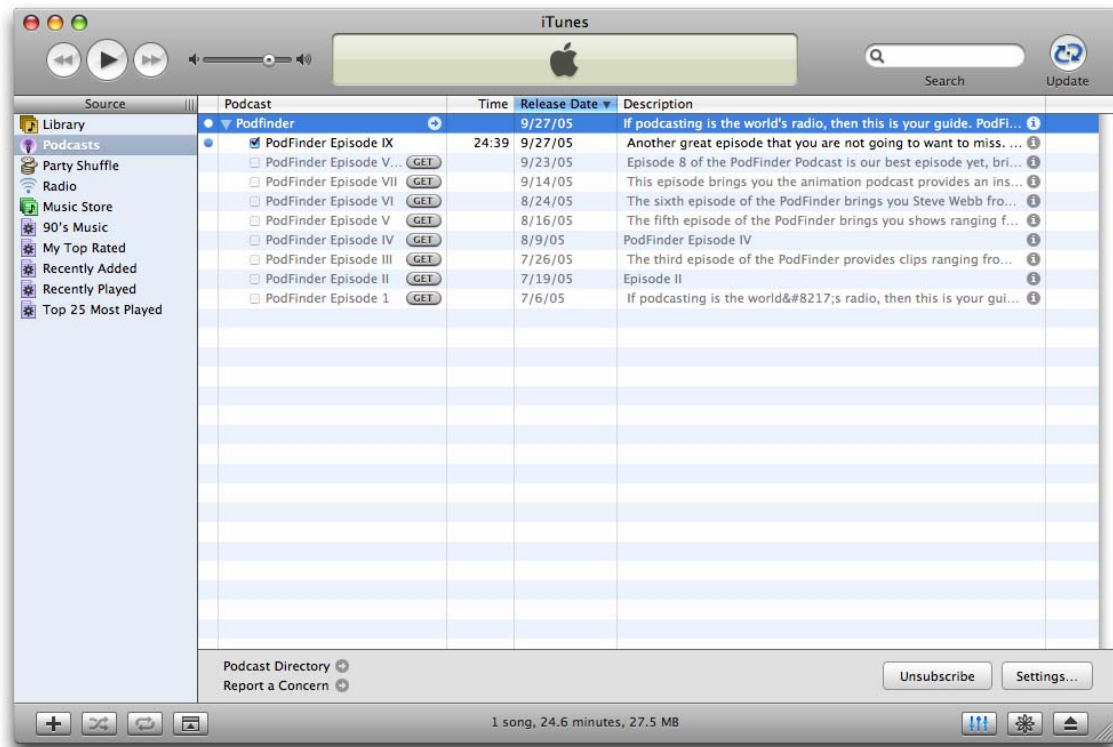 iTunes
Search
Update
Source
Podcast Time Release Date Description
Library
Podcasts
Party Shuffle
Radio
Music Store
90's Music
My Top Rated
Recently Added
Recently Played
Top 25 Most Played
Podfinder 9/27/05 If podcasting is the world's radio, then this is your guide. PodFi...
PodFinder Episode IX 24:39 9/27/05 Another great episode that you are not going to want to miss. ...
PodFinder Episode V... GET 9/23/05 Episode 8 of the PodFinder Podcast is our best episode yet, bri...
PodFinder Episode VII GET 9/14/05 This episode brings you the animation podcast provides an ins...
PodFinder Episode VI GET 8/24/05 The sixth episode of the PodFinder brings you Steve Webb fro...
PodFinder Episode V GET 8/16/05 The fifth episode of the PodFinder brings you shows ranging f...
PodFinder Episode IV GET 8/9/05 PodFinder Episode IV
PodFinder Episode III GET 7/26/05 The third episode of the PodFinder provides clips ranging fro...
PodFinder Episode II GET 7/19/05 Episode II
PodFinder Episode 1 GET 7/6/05 If podcasting is the world&#8217;s radio, then this is your gui...
Podcast Directory
Report a Concern
Unsubscribe
Settings...
1 song, 24.6 minutes, 27.5 MB